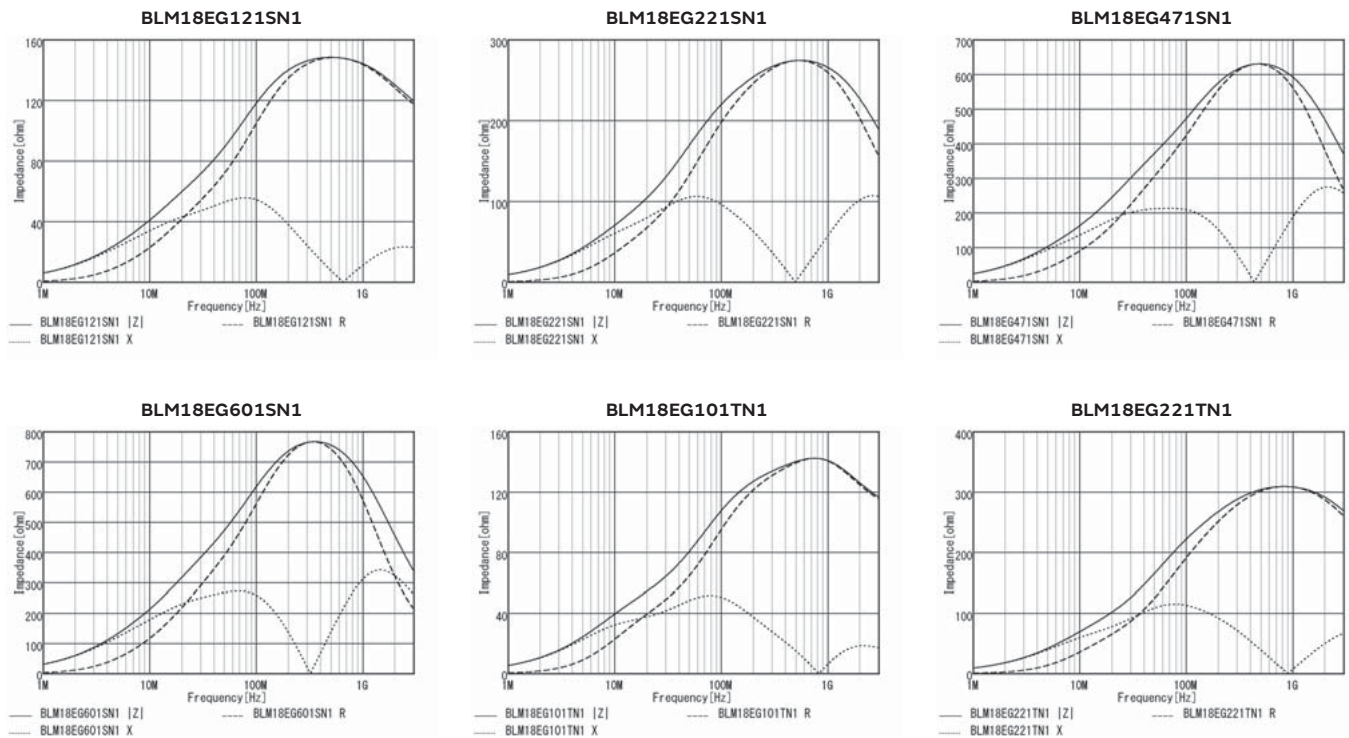 BLM18EG121SN1
160
120
80
40
0
Impedance[ohm]
1M 10M 100M 1G
Frequency[Hz]
BLM18EG121SN1 |Z| BLM18EG121SN1 R
BLM18EG121SN1 X
BLM18EG221SN1
300
200
100
0
Impedance[ohm]
1M 10M 100M 1G
Frequency[Hz]
BLM18EG221SN1 |Z| BLM18EG221SN1 R
BLM18EG221SN1 X
BLM18EG471SN1
700
600
500
400
300
200
100
0
Impedance[ohm]
1M 10M 100M 1G
Frequency[Hz]
BLM18EG471SN1 |Z| BLM18EG471SN1 R
BLM18EG471SN1 X
BLM18EG601SN1
800
700
600
500
400
300
200
100
0
Impedance[ohm]
1M 10M 100M 1G
Frequency[Hz]
BLM18EG601SN1 |Z| BLM18EG601SN1 R
BLM18EG601SN1 X
BLM18EG101TN1
160
120
80
40
0
Impedance[ohm]
1M 10M 100M 1G
Frequency[Hz]
BLM18EG101TN1 |Z| BLM18EG101TN1 R
BLM18EG101TN1 X
BLM18EG221TN1
400
300
200
100
0
Impedance[ohm]
1M 10M 100M 1G
Frequency[Hz]
BLM18EG221TN1 |Z| BLM18EG221TN1 R
BLM18EG221TN1 X